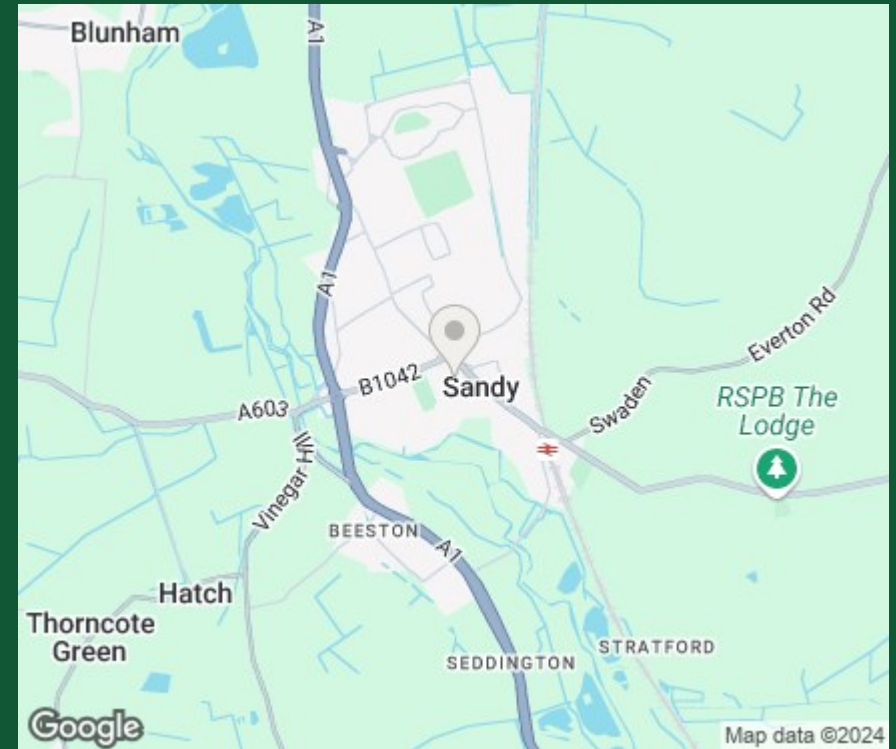 Blunham
A1
A1
Everton Rd
B1042
Sandy
Swaden
A603
RSPB The
Lodge
Vinegar Hill
BEESTON
A1
Hatch
Thorncote
Green
STRATFORD
SEDDINGTON
Google
Map data ©2024